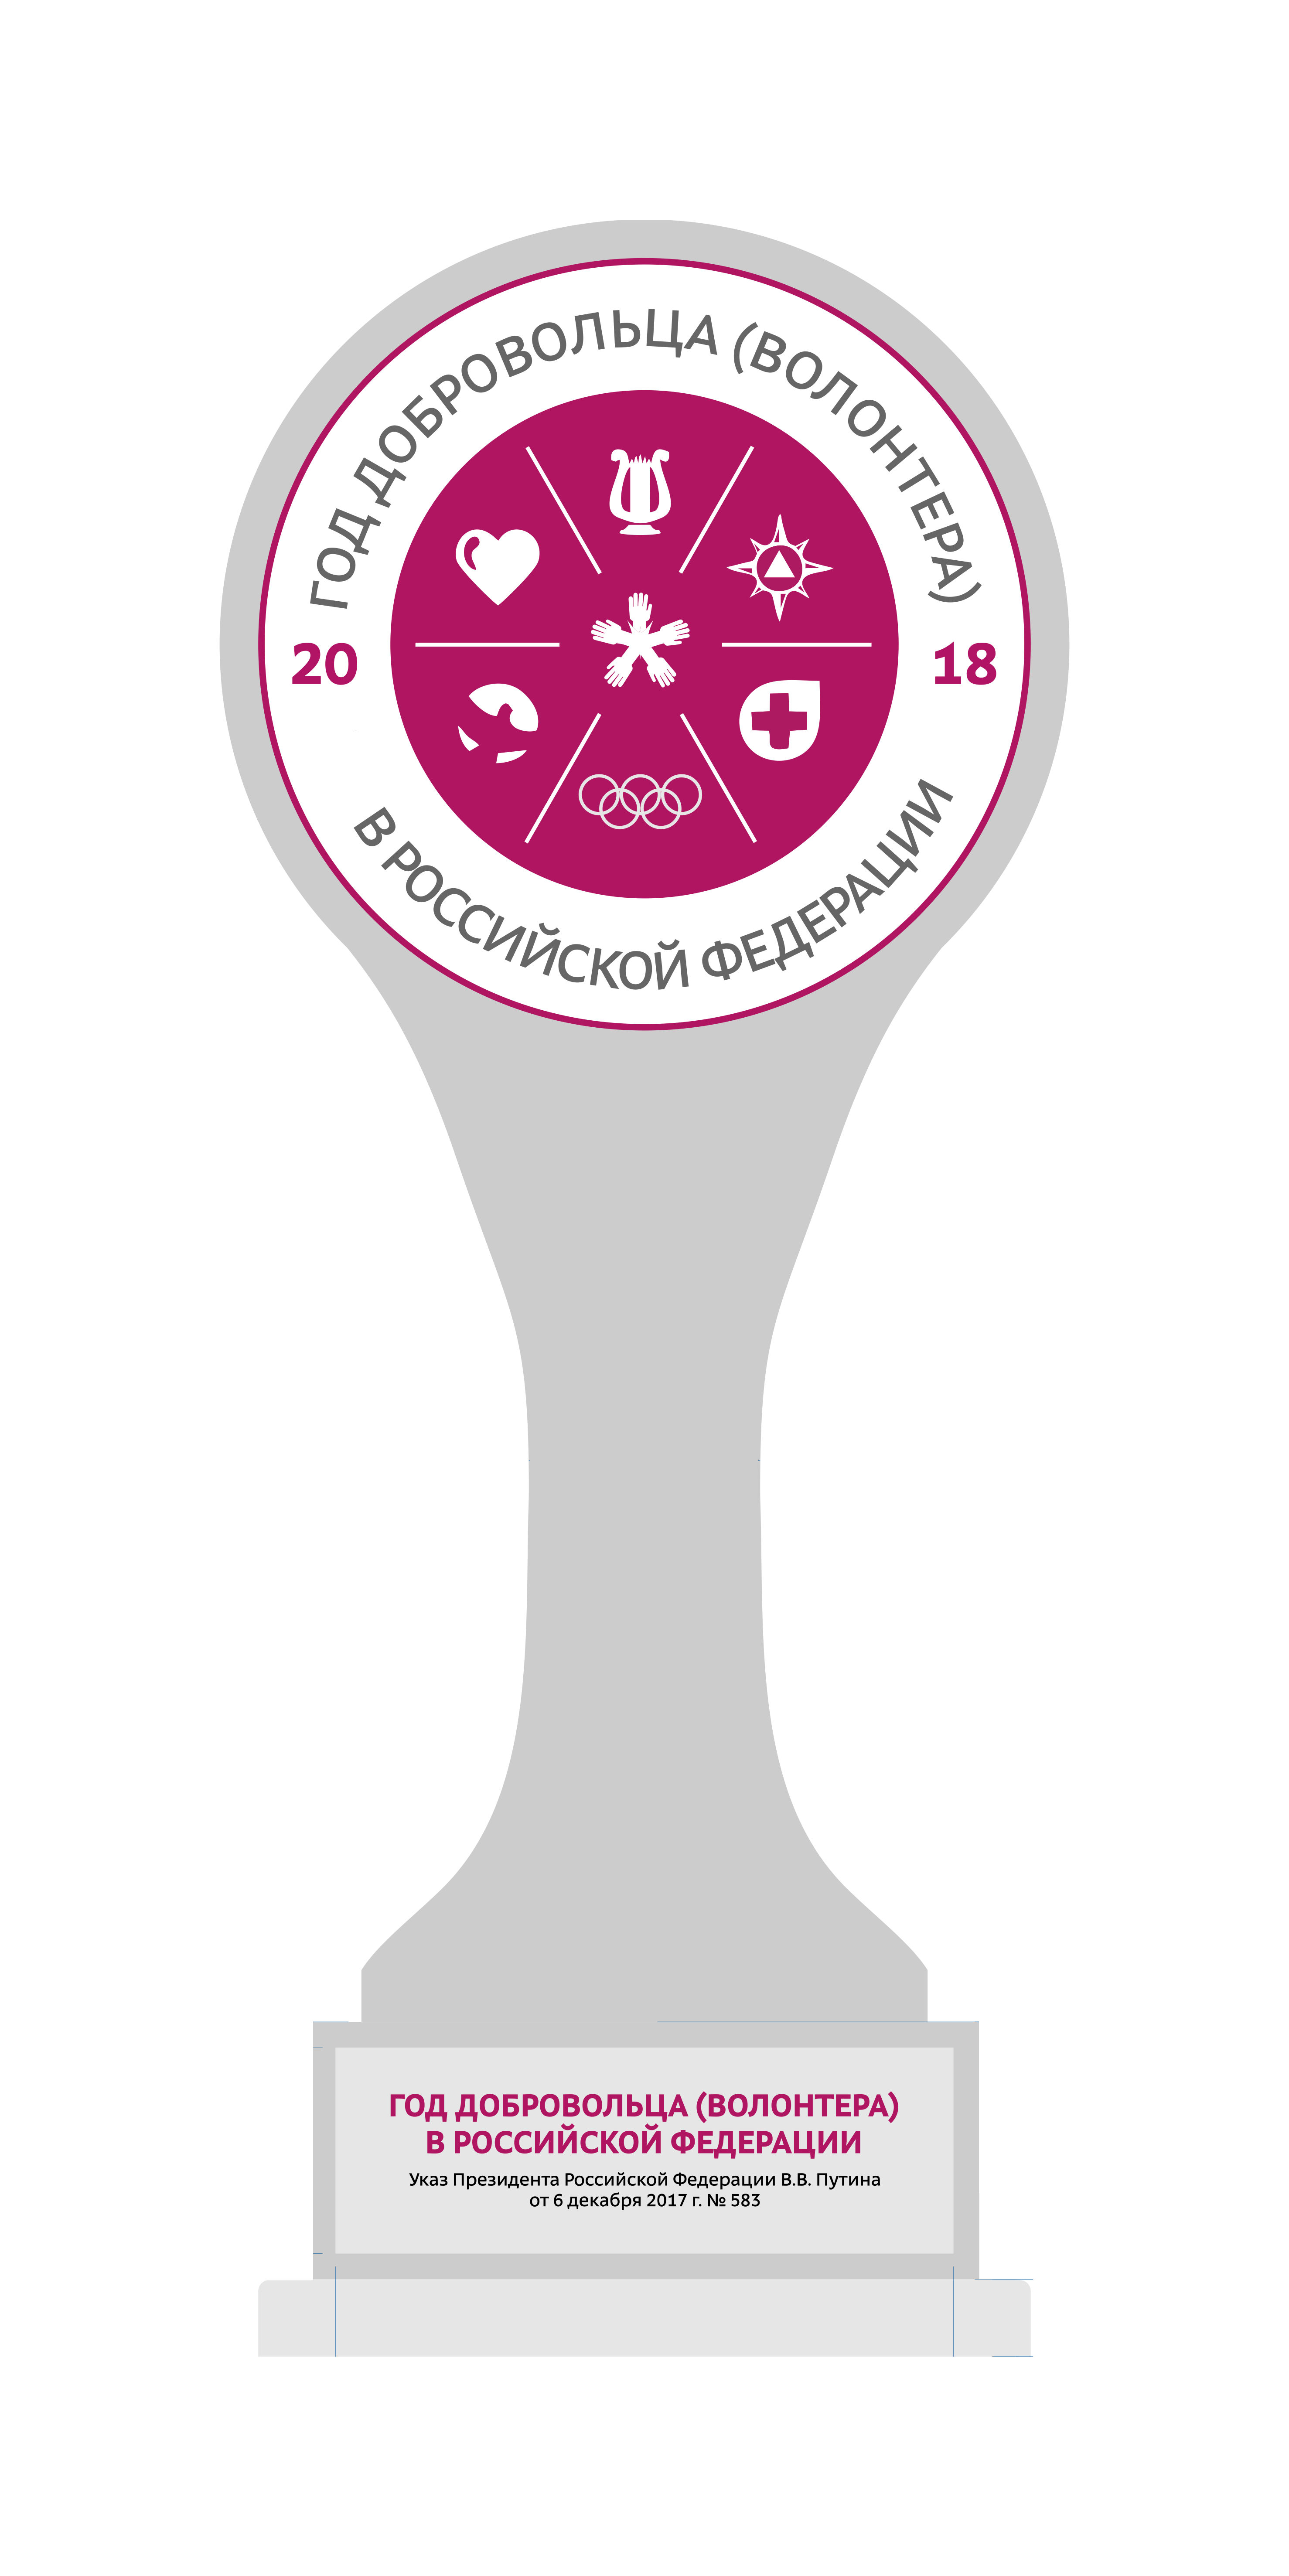 ГОД ДОБРОВОЛЬЦА (ВОЛОНТЕРА)
20 18
В РОССИЙСКОЙ ФЕДЕРАЦИИ
ГОД ДОБРОВОЛЬЦА (ВОЛОНТЕРА)
В РОССИЙСКОЙ ФЕДЕРАЦИИ
Указ Президента Российской Федерации В.В. Путина
от 6 декабря 2017 г. № 583